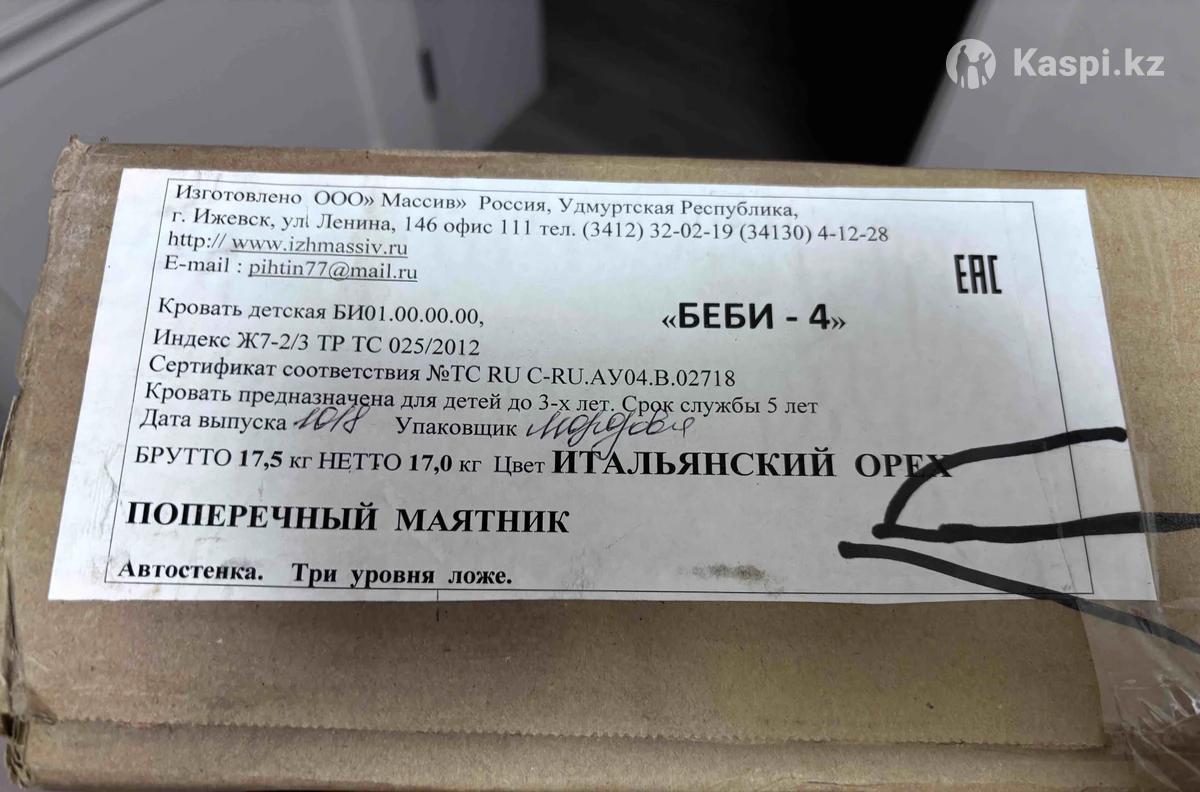 Kaspi.kz
Изготовлено ООО» Массив» Россия, Удмуртская Республика,
г. Ижевск, ул. Ленина, 146 офис 111 тел. (3412) 32-02-19 (34130) 4-12-28
http:// www.izhmassiv.ru
E-mail : pihtin77@mail.ru
EAC
Кровать детская БИ01.00.00.00, «БЕБИ - 4»
Индекс Ж7-2/3 ТР ТС 025/2012
Сертификат соответствия №ТС RU C-RU.АУ04.В.02718
Кровать предназначена для детей до 3-х лет. Срок службы 5 лет
Дата выпуска Упаковщик
БРУТТО 17,5 кг НЕТТО 17,0 кг Цвет ИТАЛЬЯНСКИЙ ОРЕХ
ПОПЕРЕЧНЫЙ МАЯТНИК
Автостенка. Три уровня ложе.